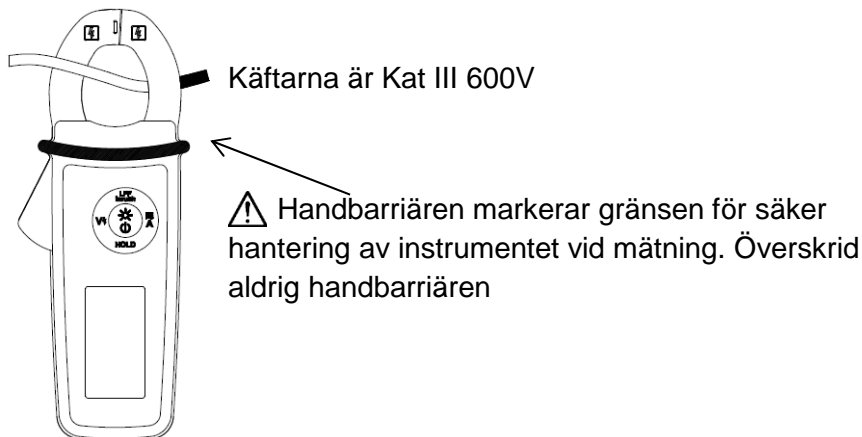 Käftarna är Kat III 600V
Handbarriären markerar gränsen för säker
hantering av instrumentet vid mätning. Överskrid
aldrig handbarriären
LPF
V
A
HOLD